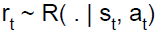 rt ~ R( . | st, at)